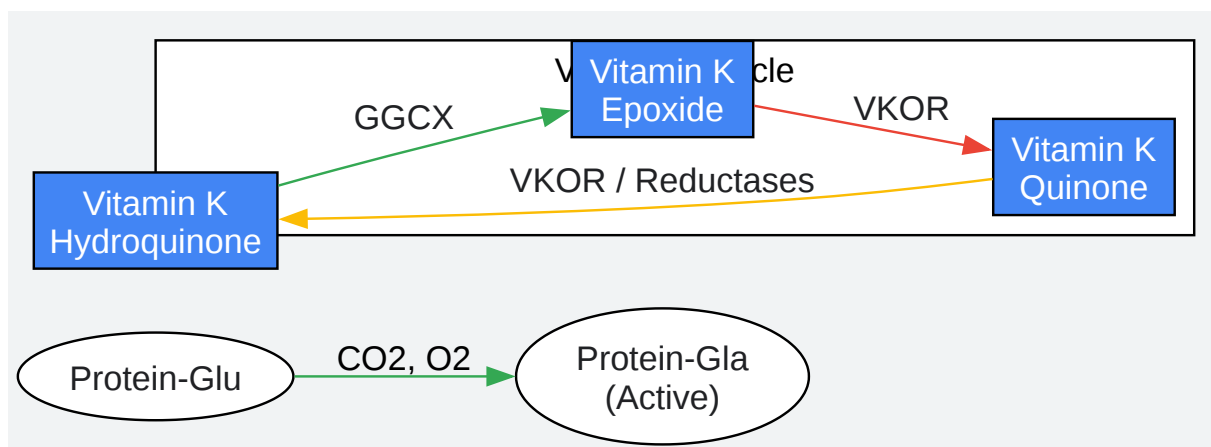 Vitamin K
Epoxide
GGCX
VKOR
Vitamin K
Quinone
VKOR / Reductases
Vitamin K
Hydroquinone
CO2, O2
Protein-Glu
Protein-Gla
(Active)